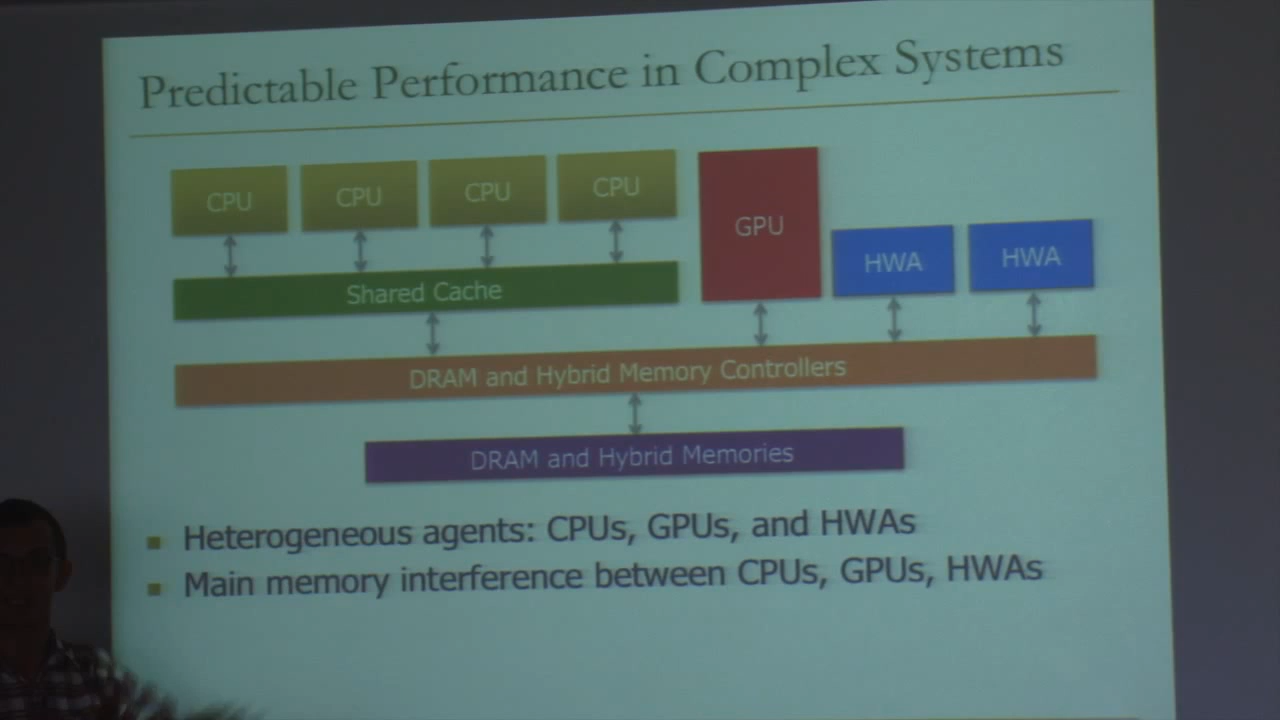 Predictable Performance in Complex Systems
CPU CPU CPU CPU
GPU
HWA HWA
Shared Cache
DRAM and Hybrid Memory Controllers
DRAM and Hybrid Memories
Heterogeneous agents: CPUs, GPUs, and HWAs
Main memory interference between CPUs, GPUs, HWAs